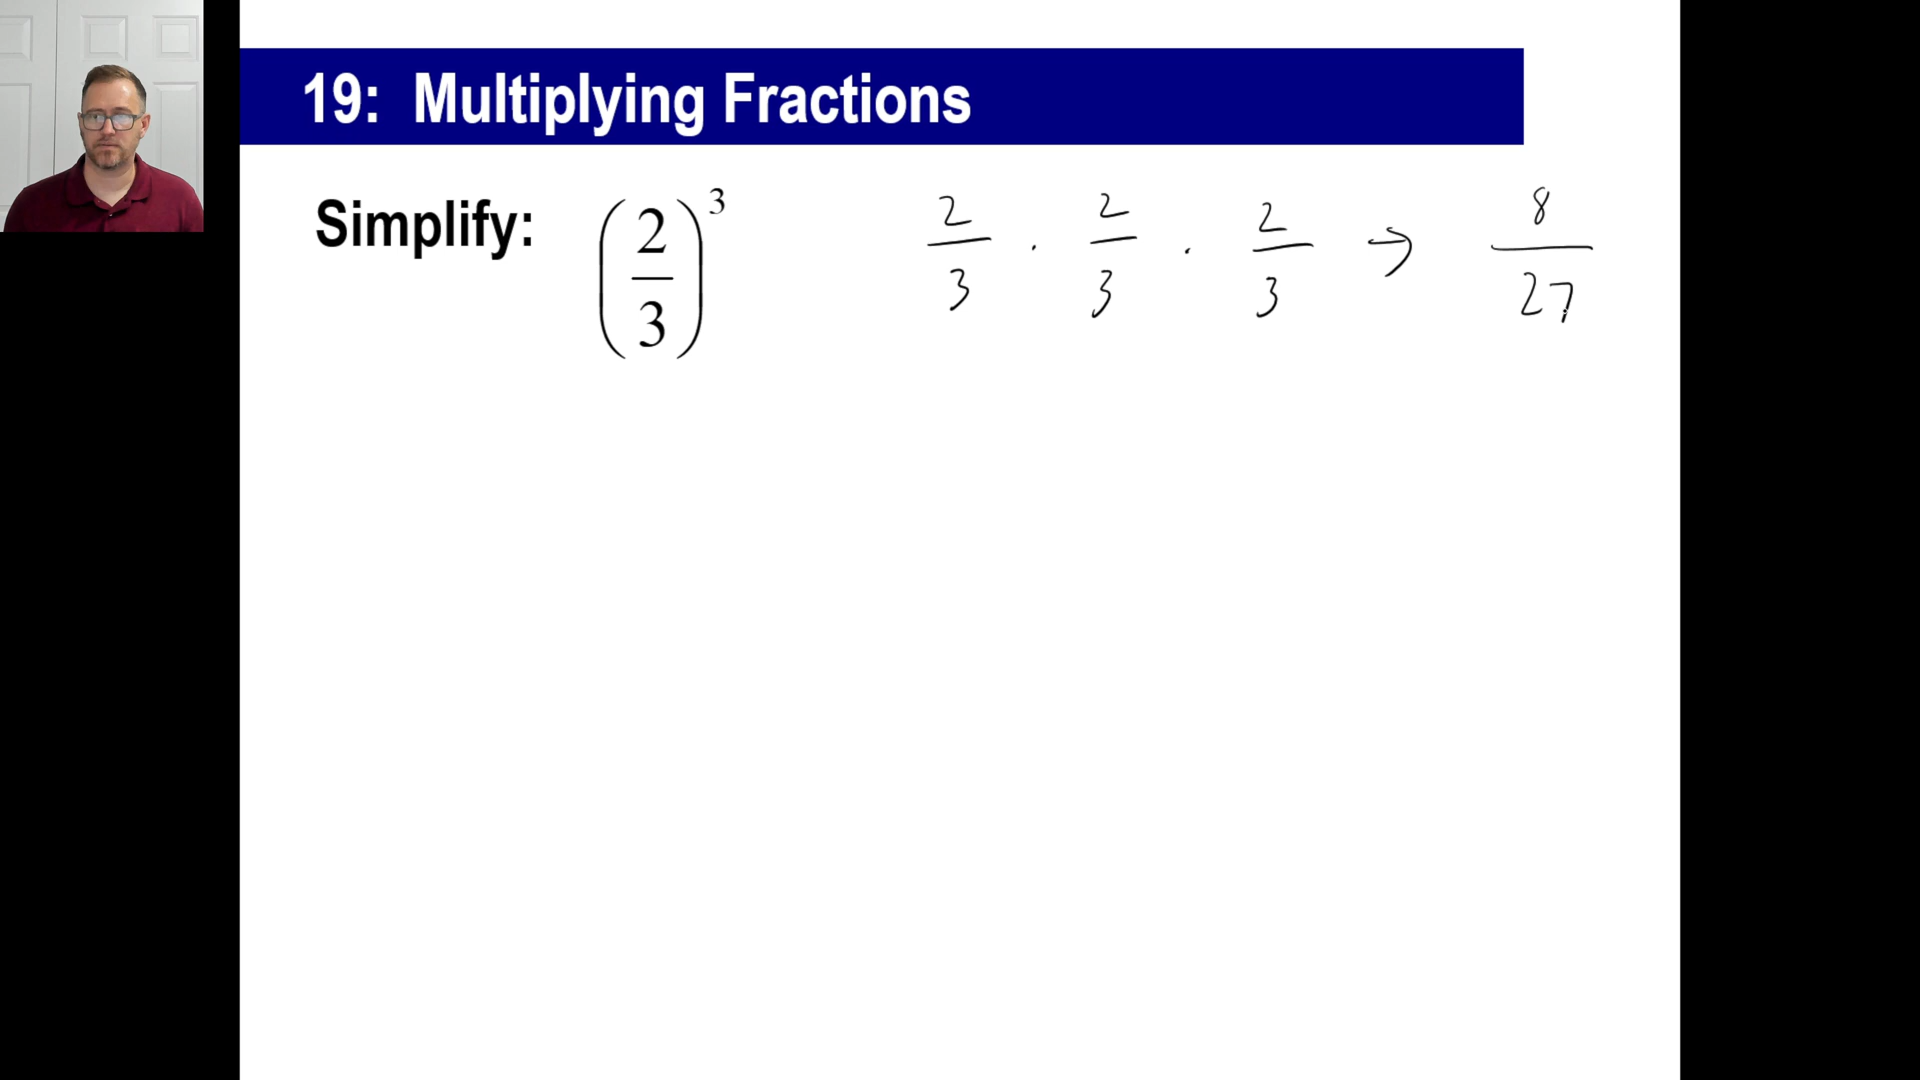 19: Multiplying Fractions
Simplify: (2/3)^3 2/3 · 2/3 · 2/3 → 8/27